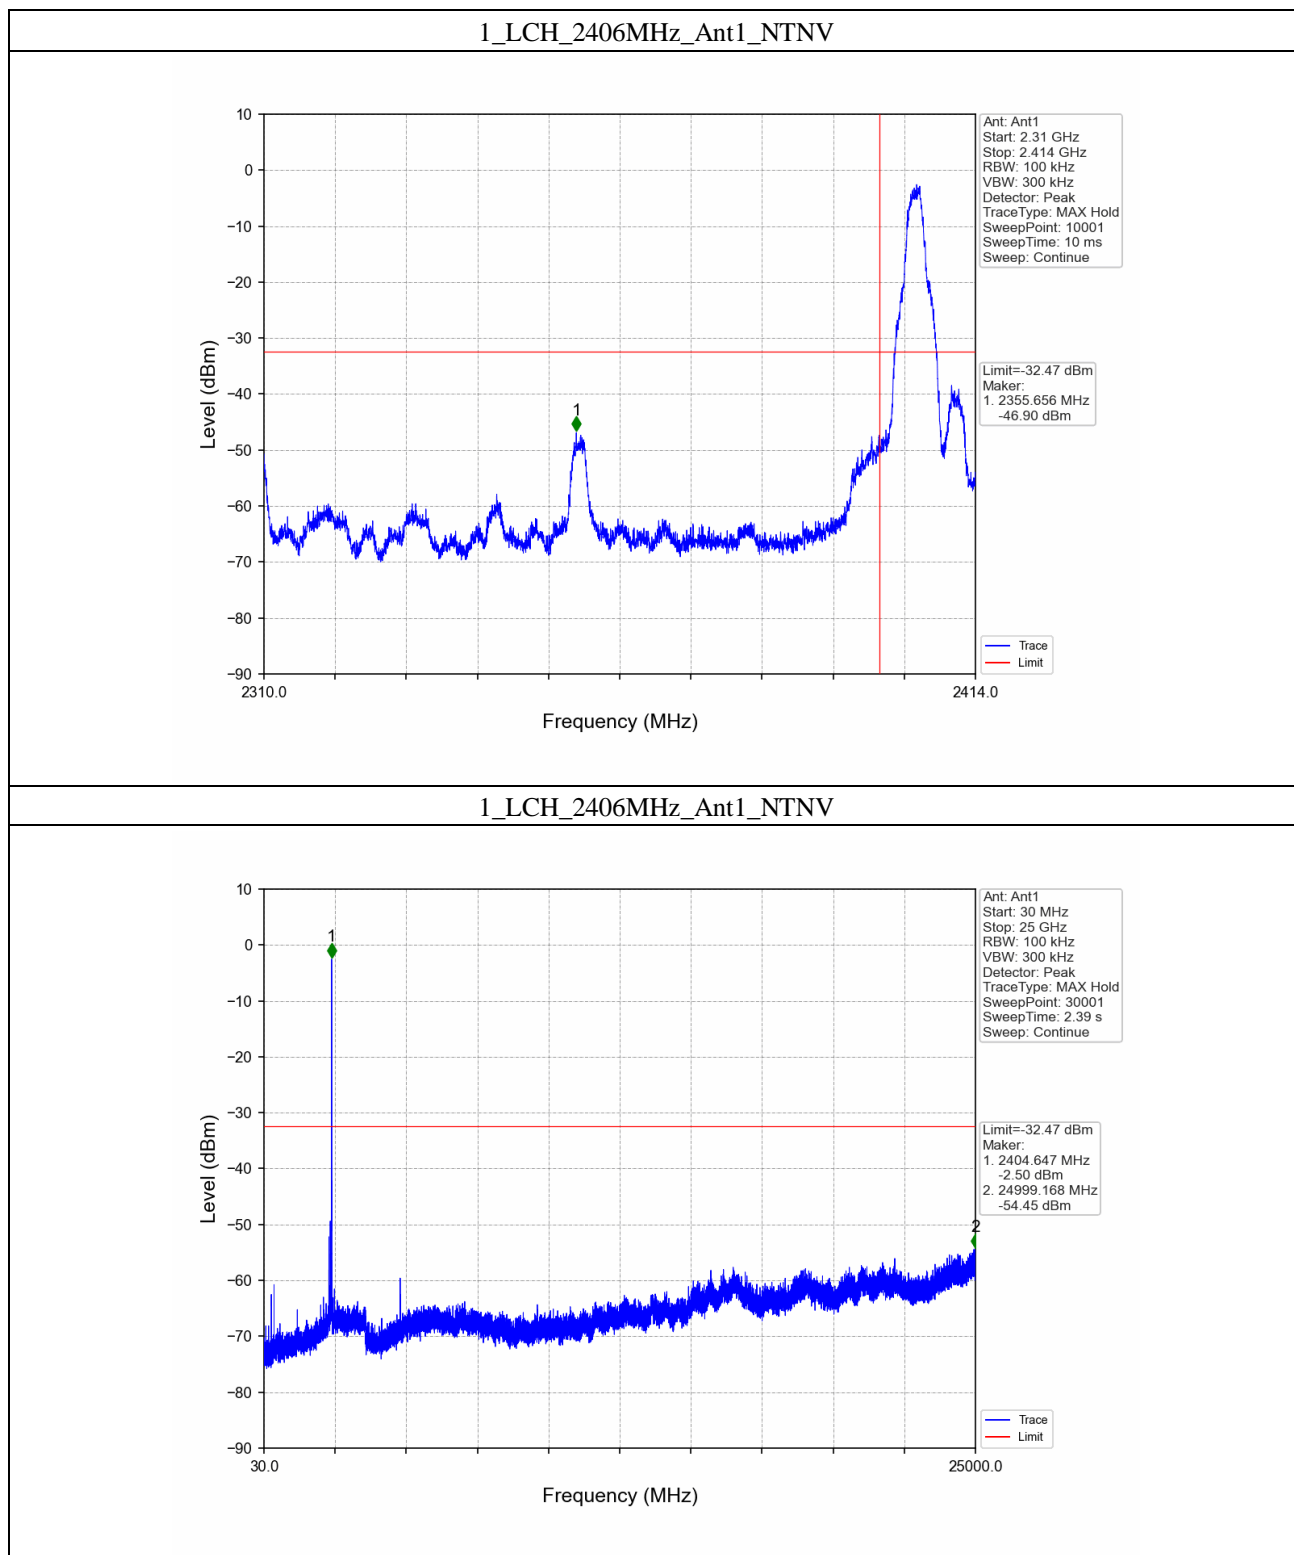 1_LCH_2406MHz_Ant1_NTNV
10
0
−10
−20
−30
−40
−50
−60
−70
−80
−90
Level (dBm)
1
2310.0
2414.0
Frequency (MHz)
Ant: Ant1
Start: 2.31 GHz
Stop: 2.414 GHz
RBW: 100 kHz
VBW: 300 kHz
Detector: Peak
TraceType: MAX Hold
SweepPoint: 10001
SweepTime: 10 ms
Sweep: Continue
Limit=-32.47 dBm
Maker:
1. 2355.656 MHz
-46.90 dBm
Trace
Limit
1_LCH_2406MHz_Ant1_NTNV
10
0
−10
−20
−30
−40
−50
−60
−70
−80
−90
Level (dBm)
1
2
30.0
25000.0
Frequency (MHz)
Ant: Ant1
Start: 30 MHz
Stop: 25 GHz
RBW: 100 kHz
VBW: 300 kHz
Detector: Peak
TraceType: MAX Hold
SweepPoint: 30001
SweepTime: 2.39 s
Sweep: Continue
Limit=-32.47 dBm
Maker:
1. 2404.647 MHz
-2.50 dBm
2. 24999.168 MHz
-54.45 dBm
Trace
Limit